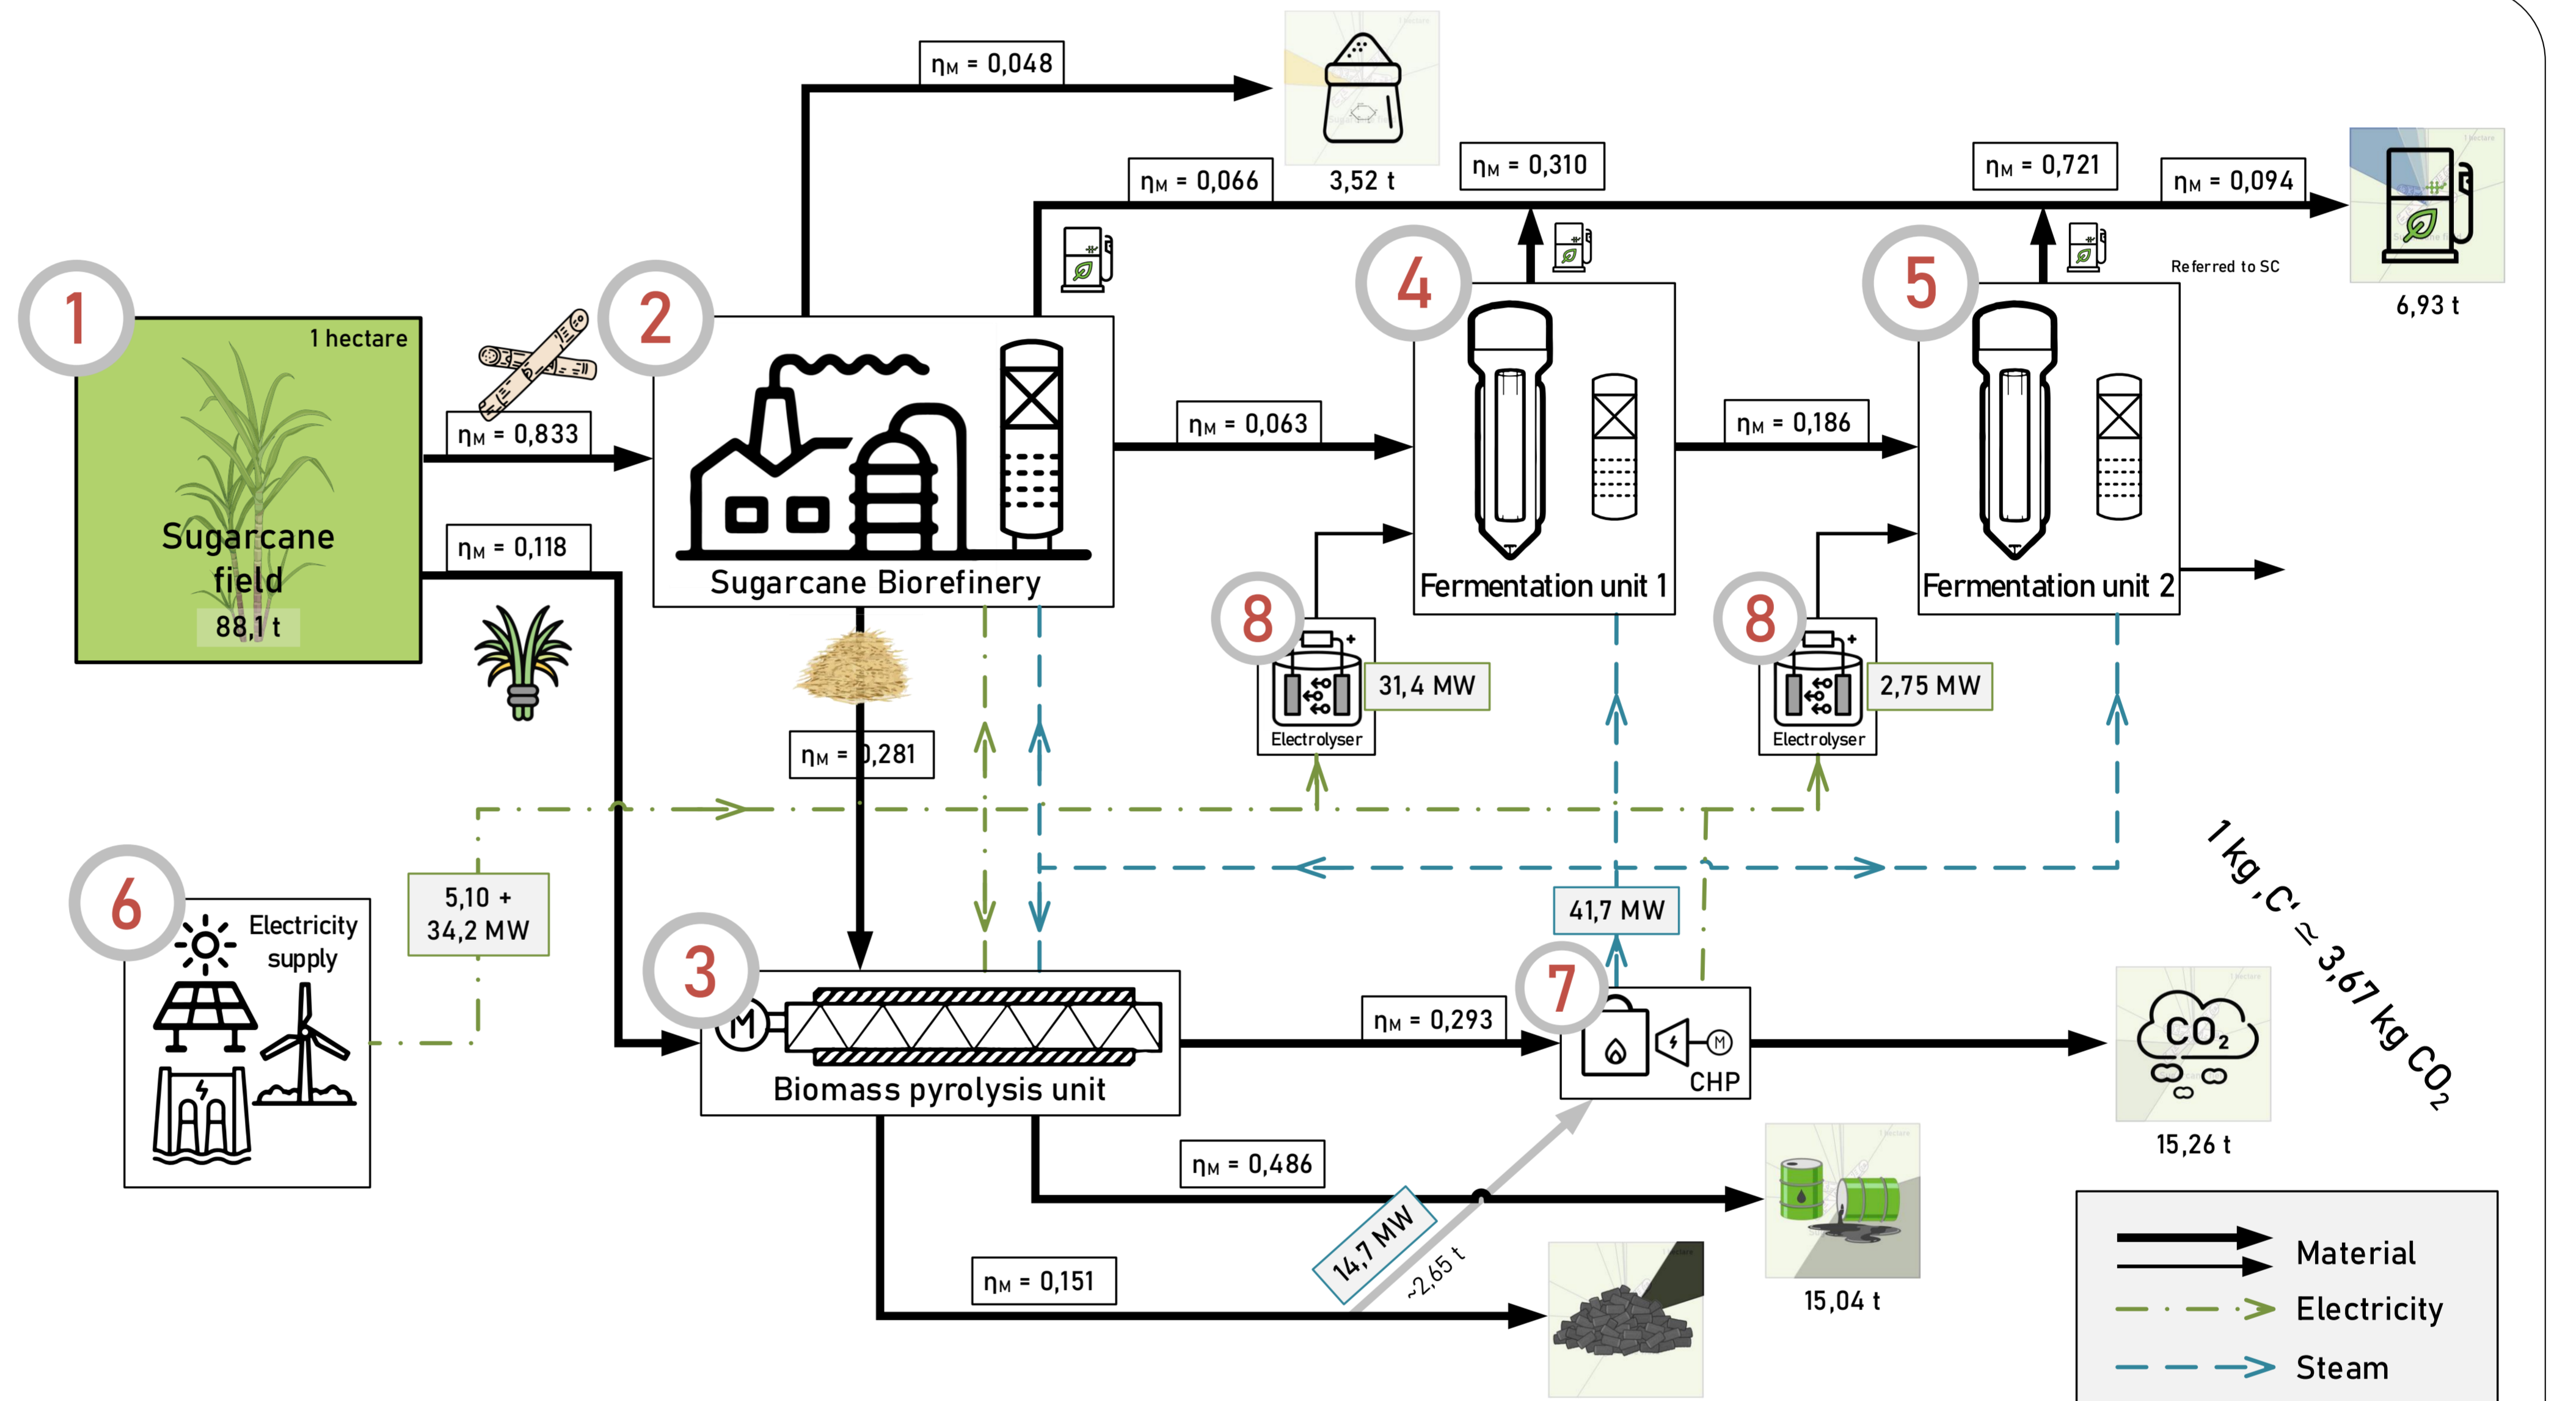 ηM = 0,048
3,52 t
ηM = 0,066
ηM = 0,310
ηM = 0,721
ηM = 0,094
Referred to SC
6,93 t
1
1 hectare
Sugarcane
field
88,1 t
ηM = 0,833
ηM = 0,118
2
Sugarcane Biorefinery
ηM = 0,063
4
Fermentation unit 1
ηM = 0,186
5
Fermentation unit 2
8
Electrolyser
31,4 MW
8
Electrolyser
2,75 MW
ηM = 0,281
6
Electricity
supply
5,10 +
34,2 MW
3
M
Biomass pyrolysis unit
ηM = 0,293
41,7 MW
7
M
CHP
CO2
15,26 t
1 kg ‚C‘ ≃ 3,67 kg CO2
ηM = 0,486
15,04 t
ηM = 0,151
14,7 MW
~2,65 t
Material
Electricity
Steam